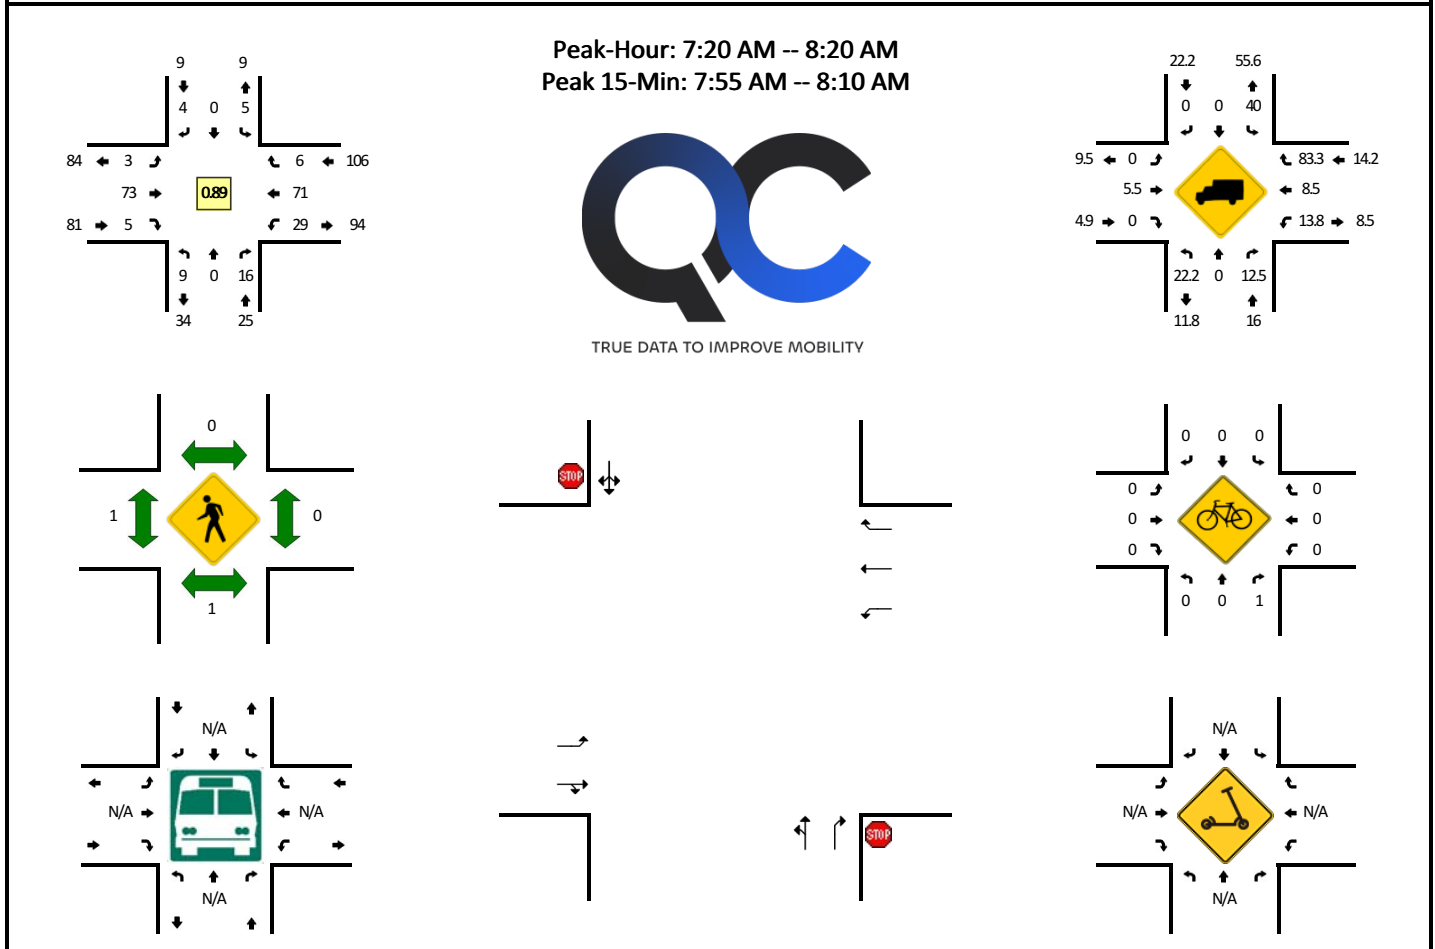 Peak-Hour: 7:20 AM -- 8:20 AM
Peak 15-Min: 7:55 AM -- 8:10 AM
9 9
4 0 5
84 3 6 106
73 0.89 71
81 5 29 94
9 0 16
34 25
TRUE DATA TO IMPROVE MOBILITY
22.2 55.6
0 0 40
9.5 0 83.3 14.2
5.5 8.5
4.9 0 13.8 8.5
22.2 0 12.5
11.8 16
0
1 0
1
STOP
STOP
0 0 0
0 0
0 0
0 0
0 0 1
N/A
N/A N/A
N/A
N/A
N/A N/A
N/A